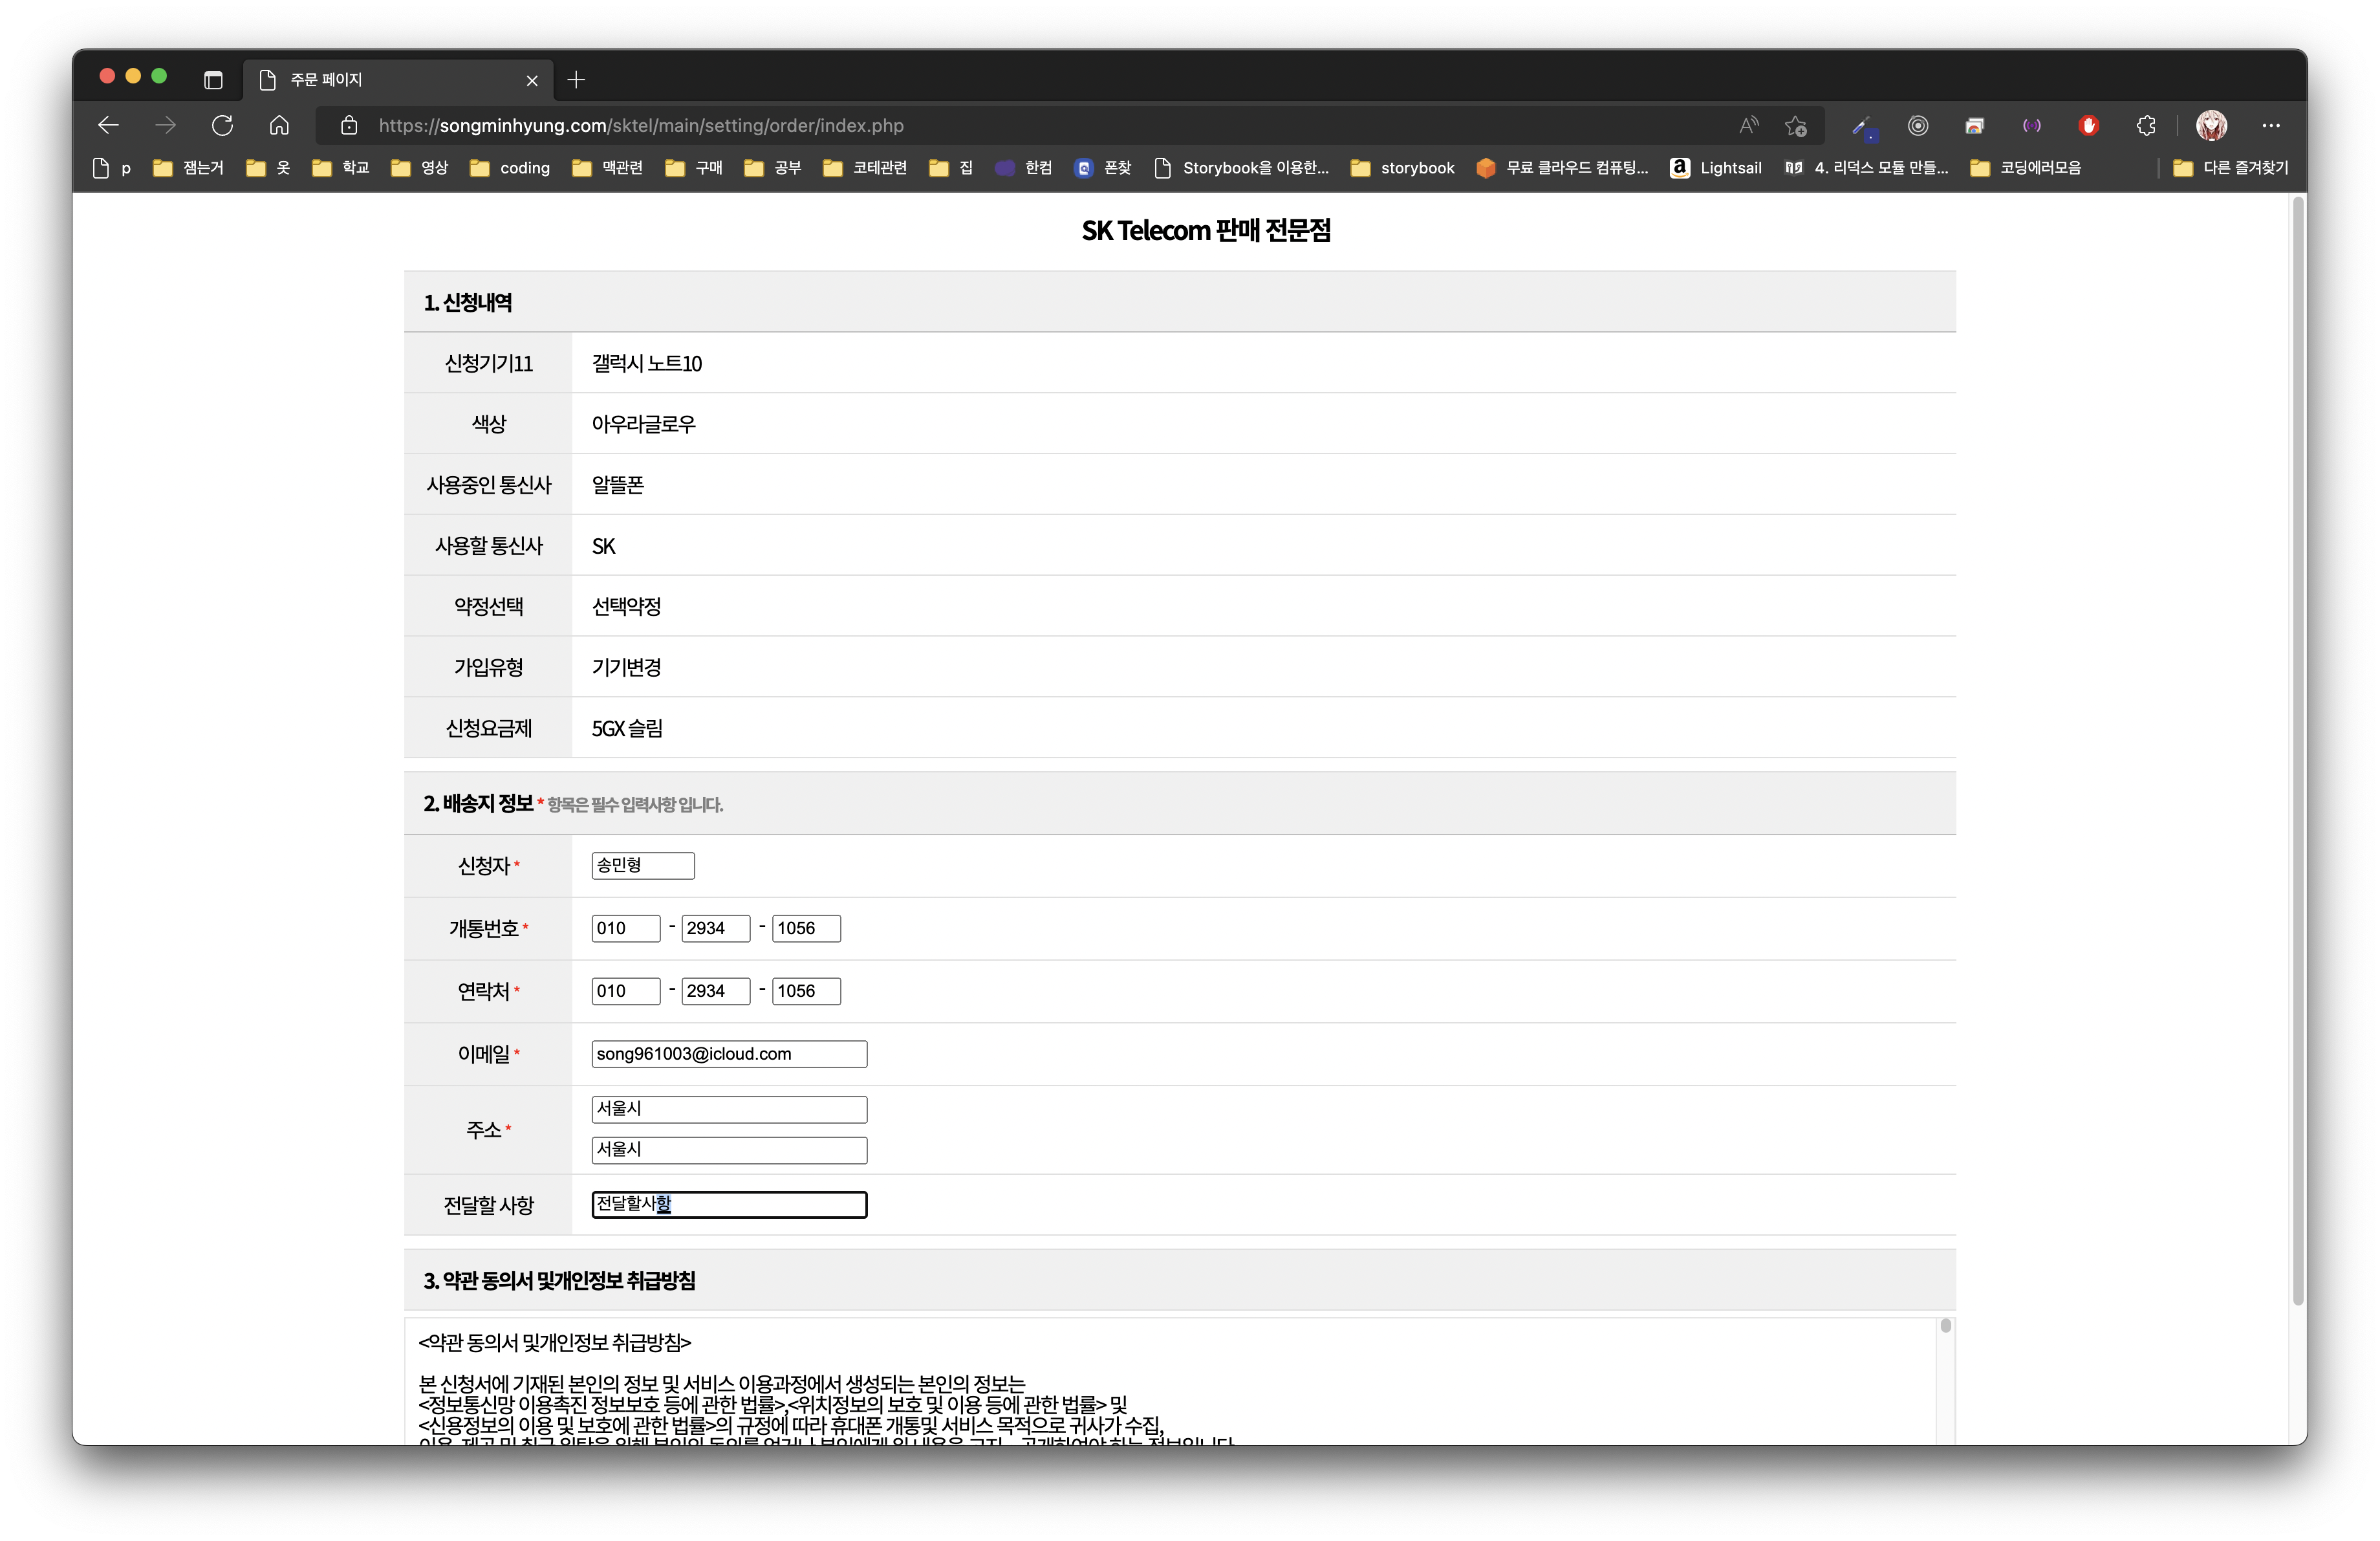 주문 페이지
https://songminhyung.com/sktel/main/setting/order/index.php
p 잼는거 옷 학교 영상 coding 맥관련 구매 공부 코테관련 집 한컴 폰찾 Storybook을 이용한... storybook 무료 클라우드 컴퓨팅... Lightsail 4. 리덕스 모듈 만들... 코딩에러모음 다른 즐겨찾기
SK Telecom 판매 전문점
1. 신청내역
신청기기11 갤럭시 노트10
색상 아우라글로우
사용중인 통신사 알뜰폰
사용할 통신사 SK
약정선택 선택약정
가입유형 기기변경
신청요금제 5GX 슬림
2. 배송지 정보 * 항목은 필수 입력사항 입니다.
신청자 * 송민형
개통번호 * 010 - 2934 - 1056
연락처 * 010 - 2934 - 1056
이메일 * song961003@icloud.com
주소 * 서울시
서울시
전달할 사항 전달할사항
3. 약관 동의서 및개인정보 취급방침
<약관 동의서 및개인정보 취급방침>
본 신청서에 기재된 본인의 정보 및 서비스 이용과정에서 생성되는 본인의 정보는
<정보통신망 이용촉진 정보보호 등에 관한 법률>,<위치정보의 보호 및 이용 등에 관한 법률> 및
<신용정보의 이용 및 보호에 관한 법률>의 규정에 따라 휴대폰 개통및 서비스 목적으로 귀사가 수집,